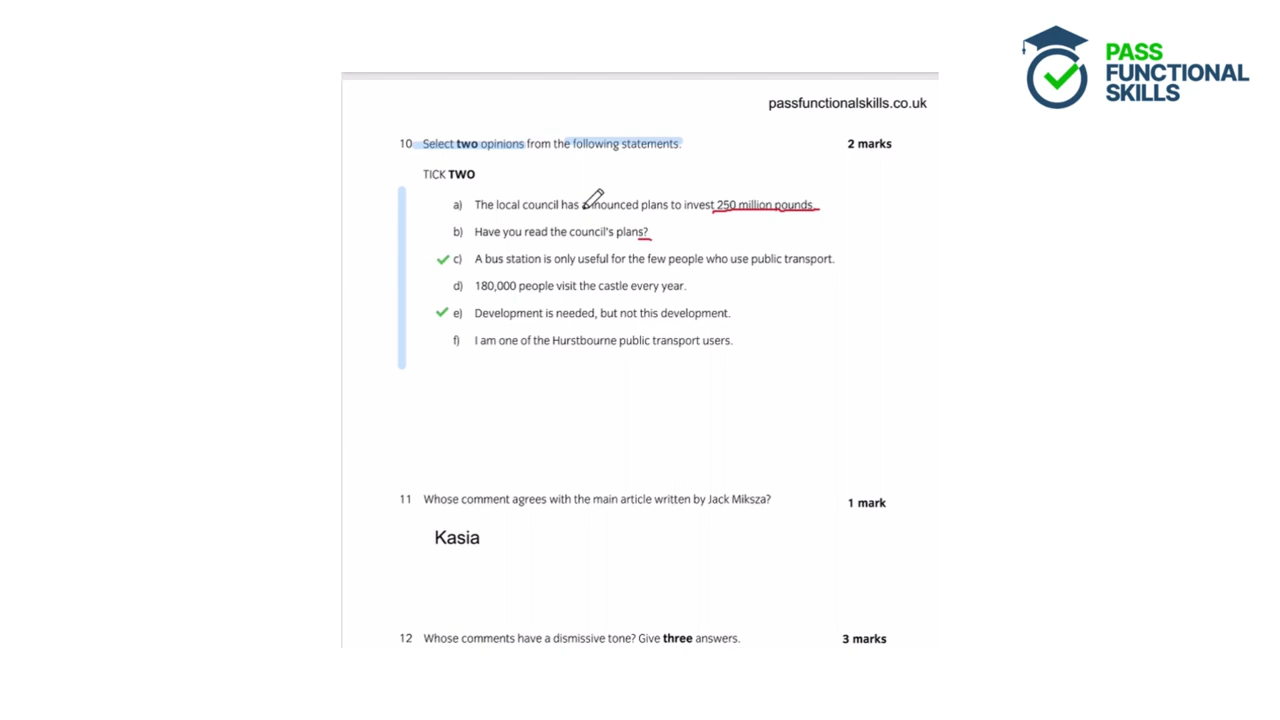 PASS
FUNCTIONAL
SKILLS
passfunctionalskills.co.uk
10 Select two opinions from the following statements. 2 marks
TICK TWO
a) The local council has announced plans to invest 250 million pounds.
b) Have you read the council's plans?
c) A bus station is only useful for the few people who use public transport.
d) 180,000 people visit the castle every year.
e) Development is needed, but not this development.
f) I am one of the Hurstbourne public transport users.
11 Whose comment agrees with the main article written by Jack Miksza? 1 mark
Kasia
12 Whose comments have a dismissive tone? Give three answers. 3 marks